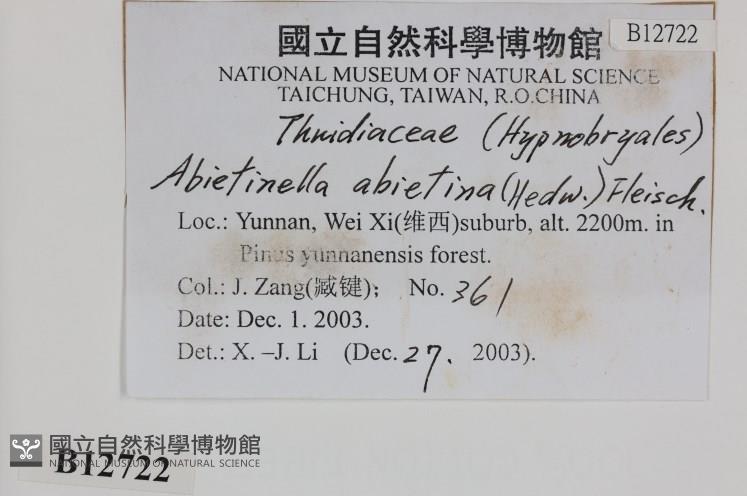 國立自然科學博物館
B12722
NATIONAL MUSEUM OF NATURAL SCIENCE
TAICHUNG, TAIWAN, R.O.CHINA
Thuidiaceae (Hypnobryales)
Abietinella abietina (Hedw.) Fleisch.
Loc.: Yunnan, Wei Xi(维西)suburb, alt. 2200m. in
Pinus yunnanensis forest.
Col.: J. Zang(臧键); No. 361
Date: Dec. 1. 2003.
Det.: X. –J. Li (Dec. 27. 2003).
國立自然科學博物館
NATIONAL MUSEUM OF NATURAL SCIENCE
B12722